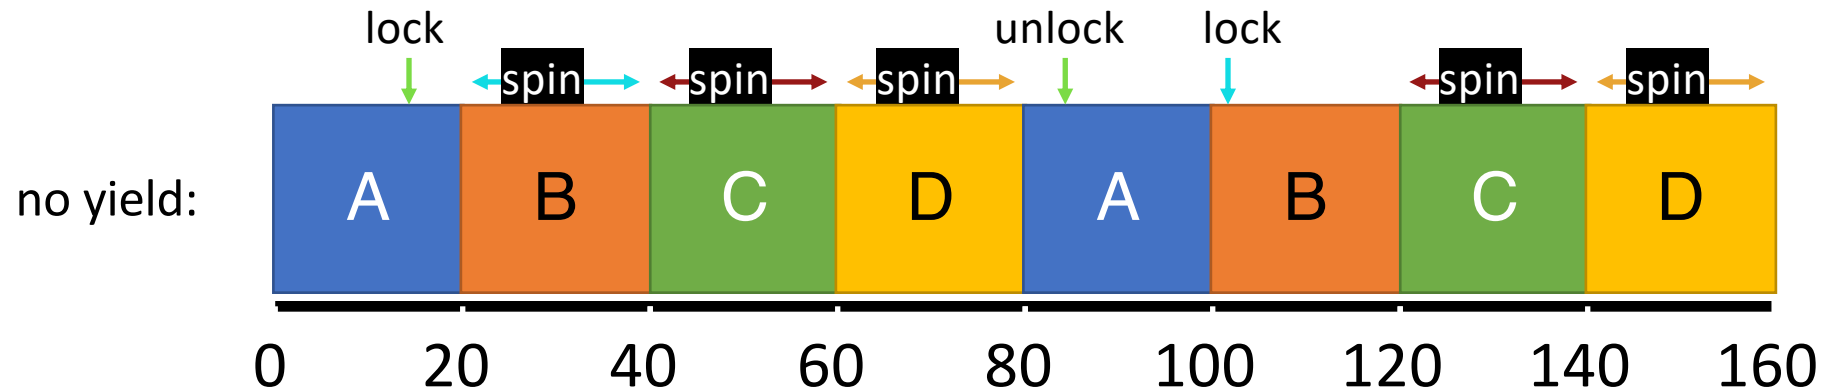 lock unlock lock
spin spin spin spin spin
no yield: A B C D A B C D
0 20 40 60 80 100 120 140 160